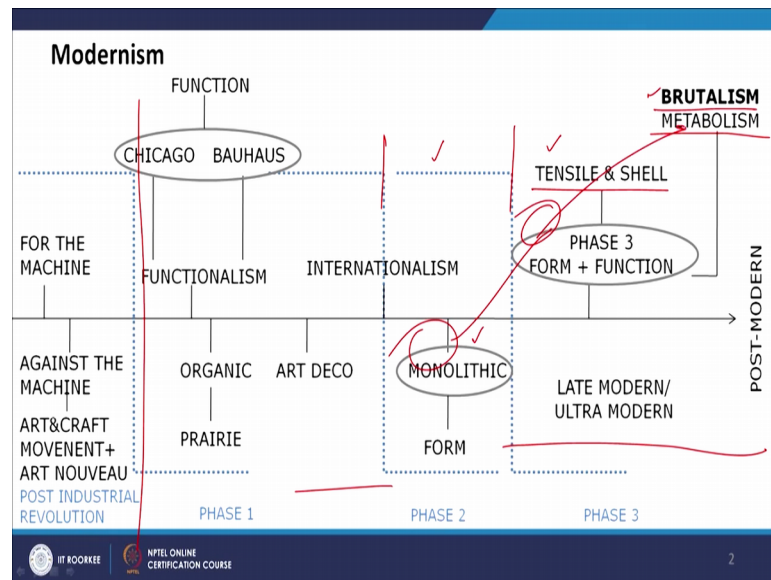 Modernism
FUNCTION
CHICAGO BAUHAUS
BRUTALISM
METABOLISM
TENSILE & SHELL
FOR THE
MACHINE
FUNCTIONALISM
INTERNATIONALISM
PHASE 3
FORM + FUNCTION
POST-MODERN
AGAINST THE
MACHINE
ART&CRAFT
MOVENENT+
ART NOUVEAU
ORGANIC
PRAIRIE
ART DECO
MONOLITHIC
FORM
LATE MODERN/
ULTRA MODERN
POST INDUSTRIAL
REVOLUTION
PHASE 1
PHASE 2
PHASE 3
IIT ROORKEE
NPTEL ONLINE
CERTIFICATION COURSE
2